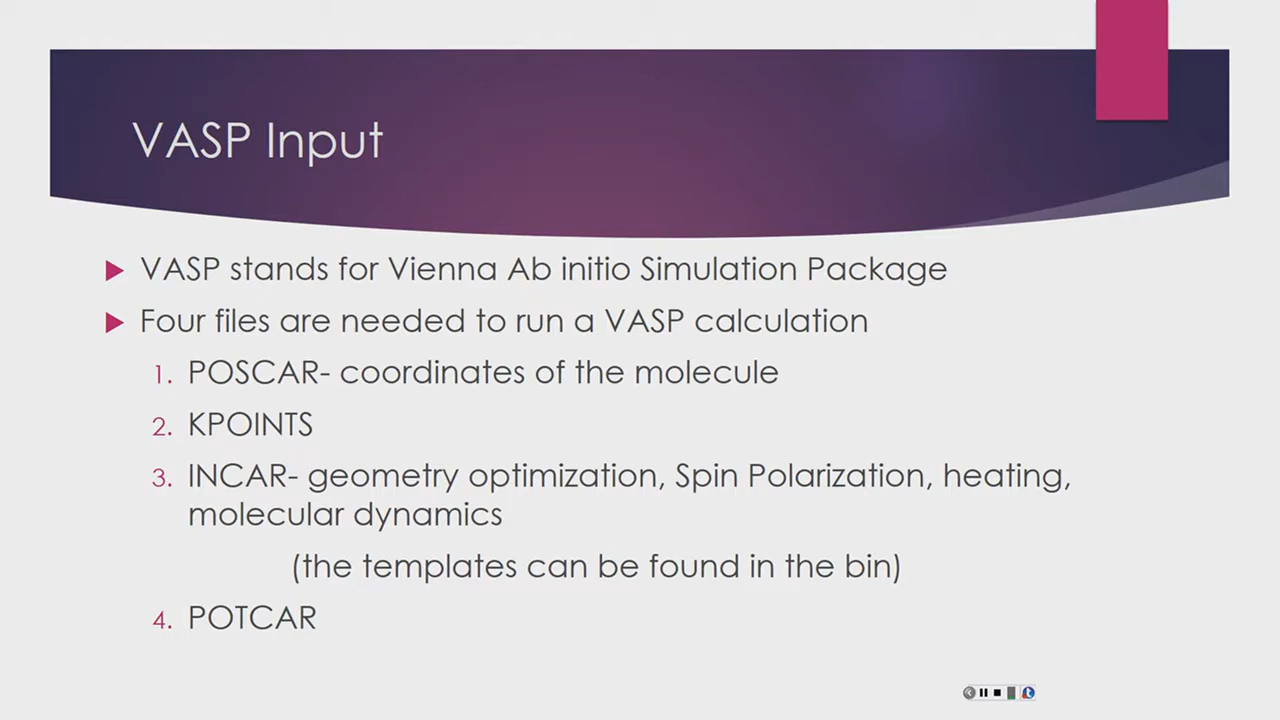 VASP Input
VASP stands for Vienna Ab initio Simulation Package
Four files are needed to run a VASP calculation
1. POSCAR- coordinates of the molecule
2. KPOINTS
3. INCAR- geometry optimization, Spin Polarization, heating,
molecular dynamics
(the templates can be found in the bin)
4. POTCAR